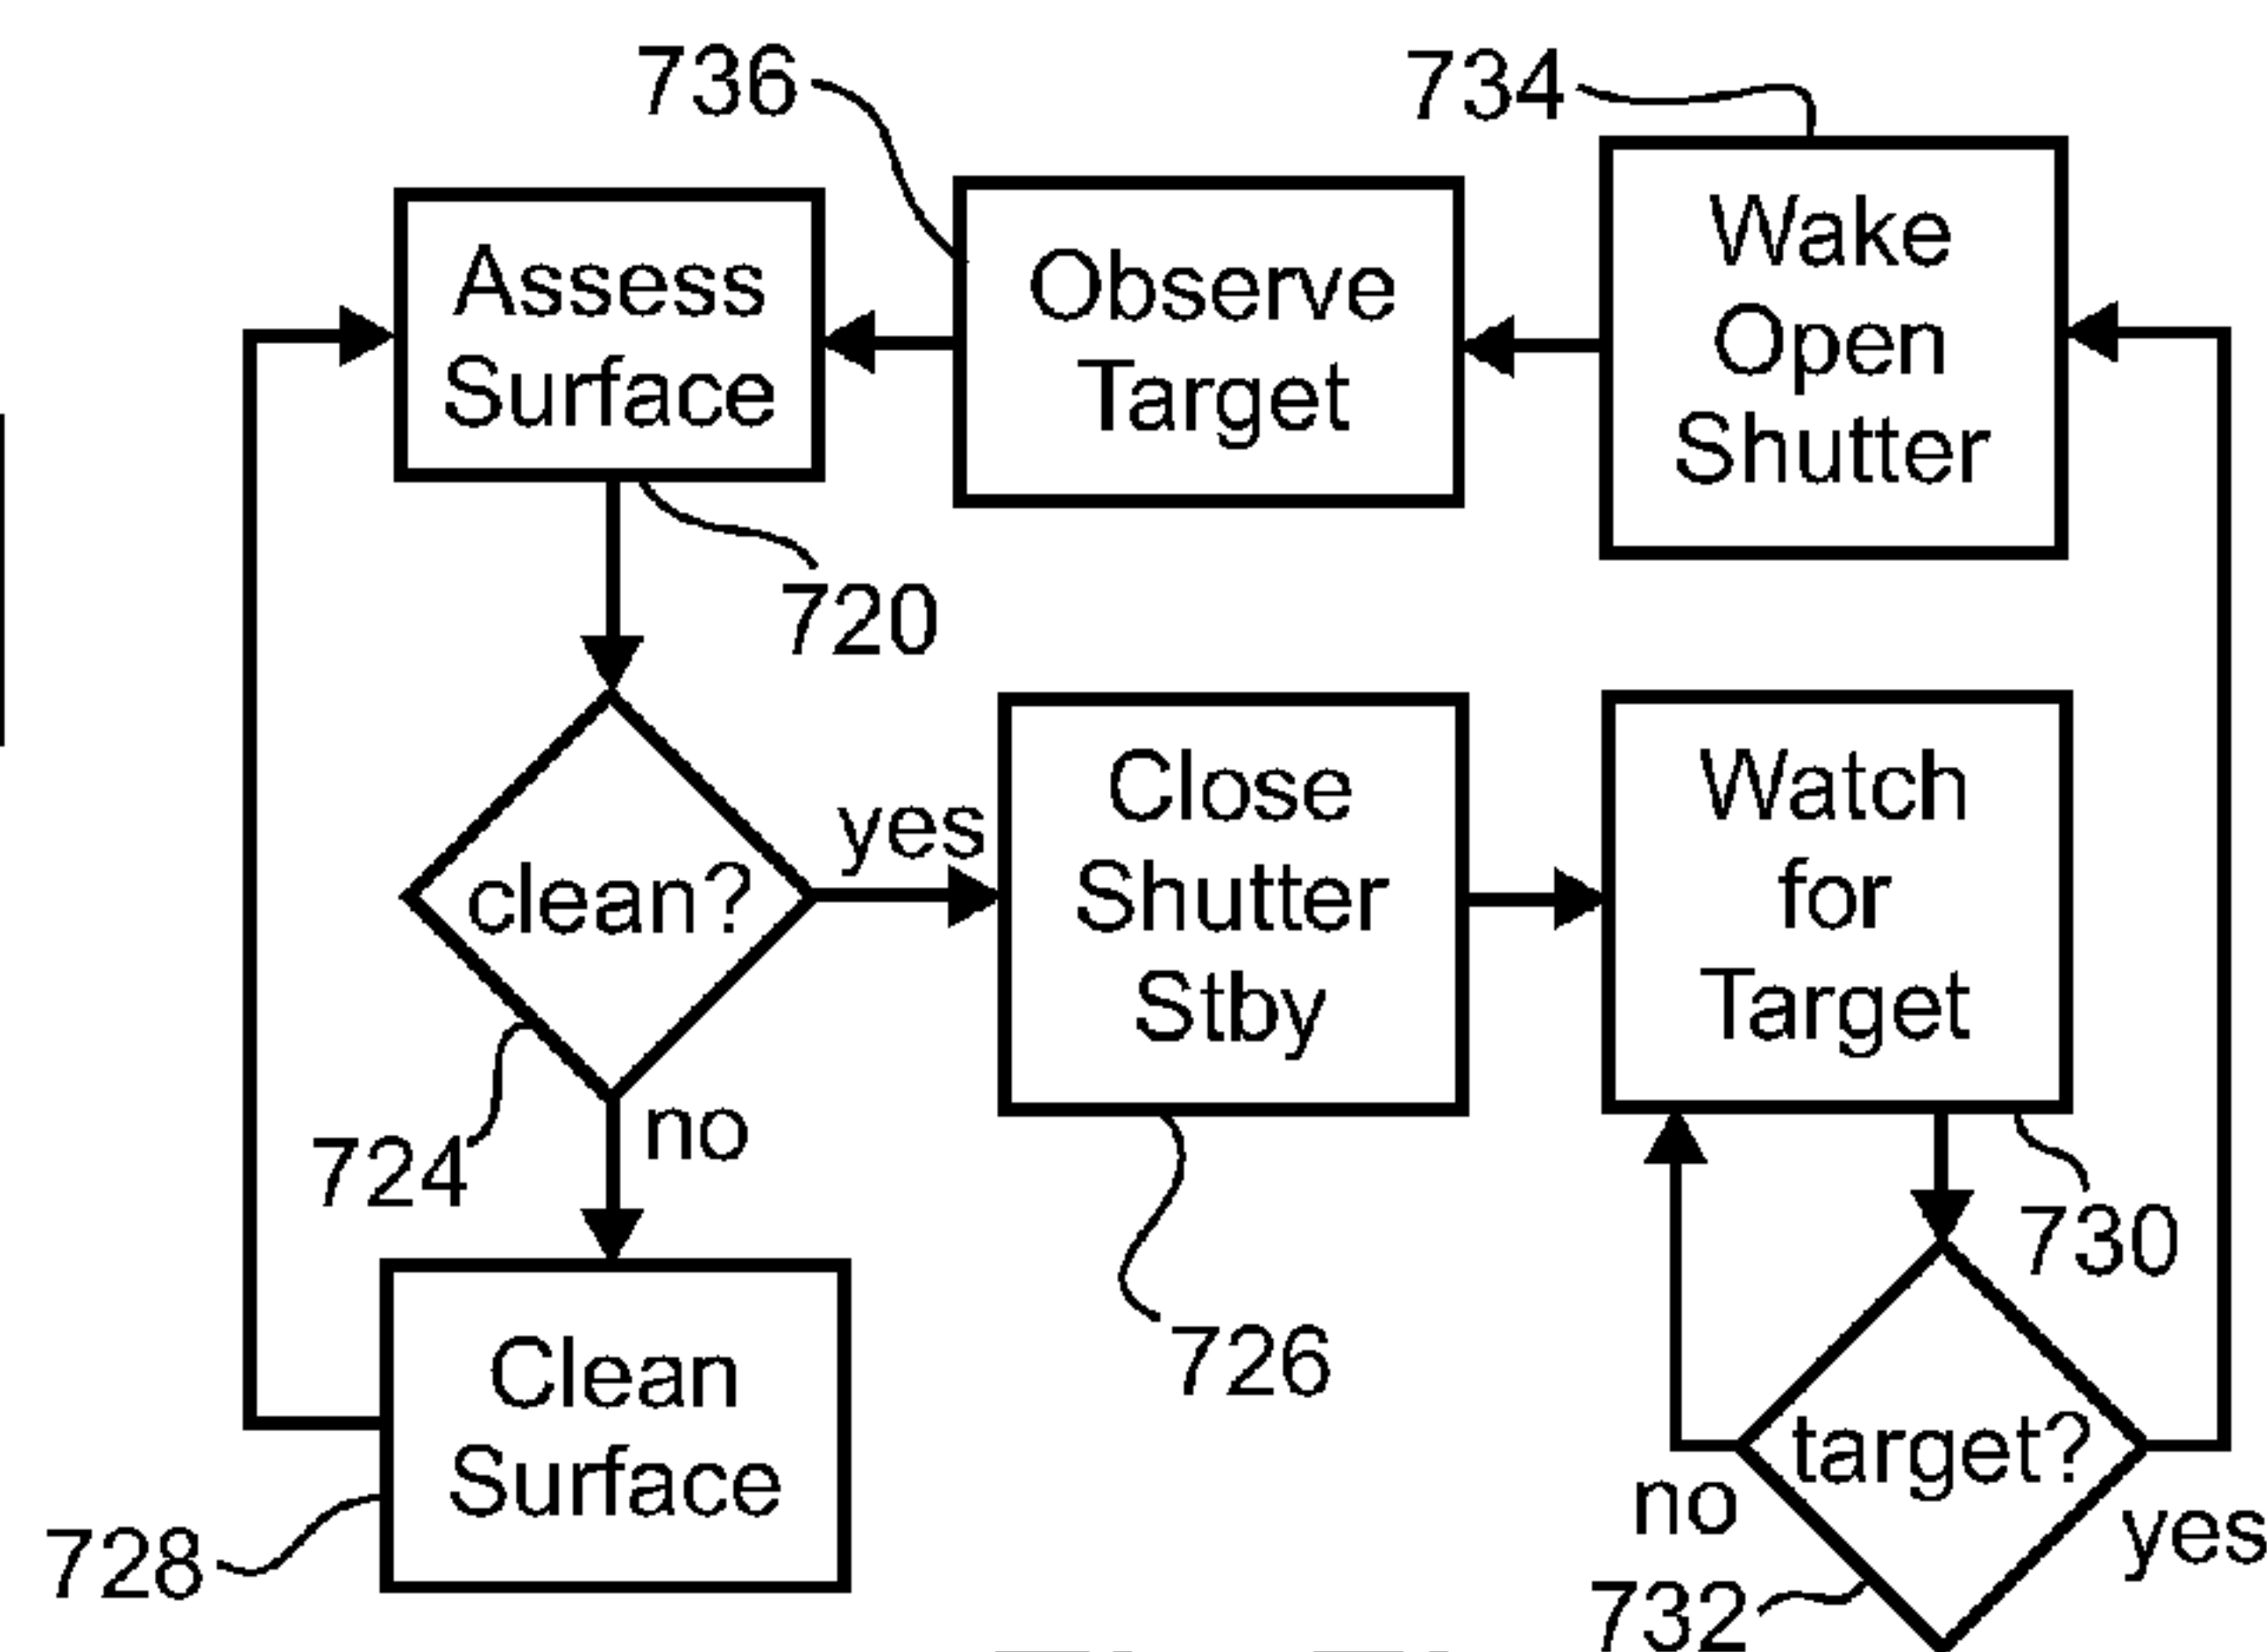 736
734
Assess
Surface
Observe
Target
Wake
Open
Shutter
720
clean?
yes
no
724
Close
Shutter
Stby
726
Watch
for
Target
730
Clean
Surface
728
target?
no
yes
732